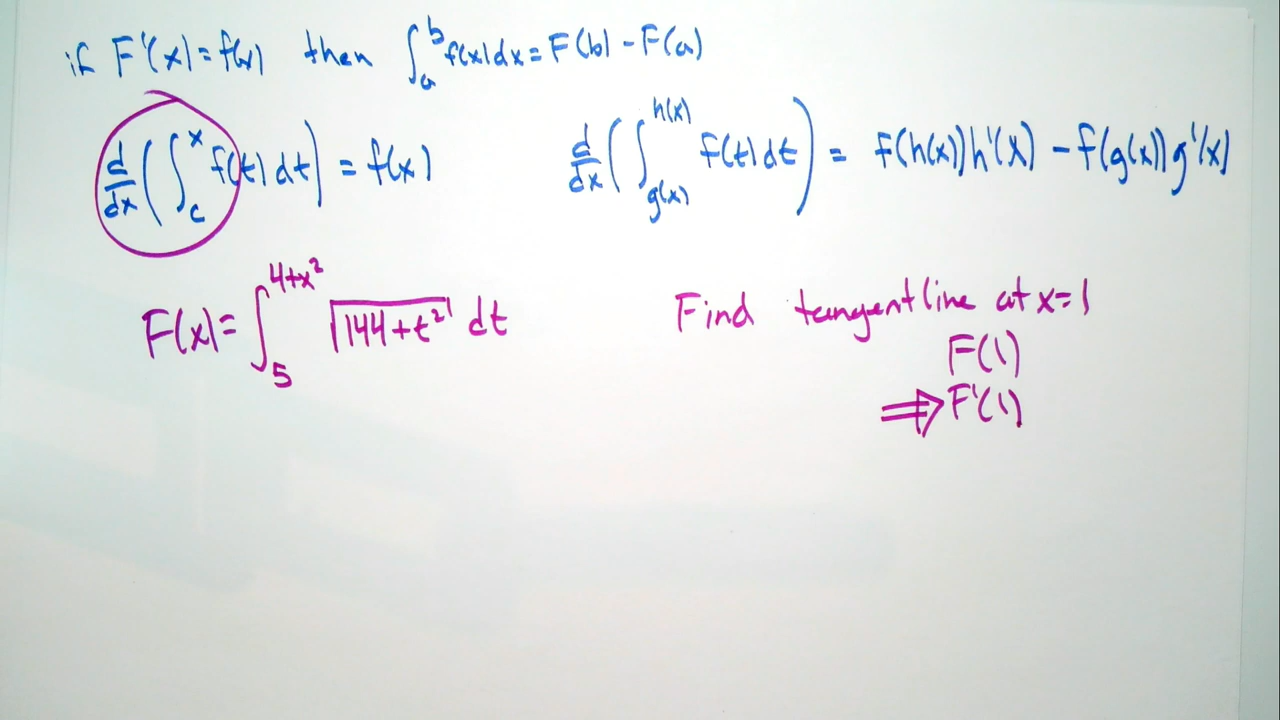 if F'(x) = f(x) then ∫_a^b f(x)dx = F(b) - F(a)
d/dx (∫_c^x f(t) dt) = f(x)
d/dx (∫_{g(x)}^{h(x)} f(t) dt) = f(h(x))h'(x) - f(g(x))g'(x)
F(x) = ∫_5^{4+x²} √(144+t²) dt
Find tangent line at x=1
F(1)
⇒ F'(1)